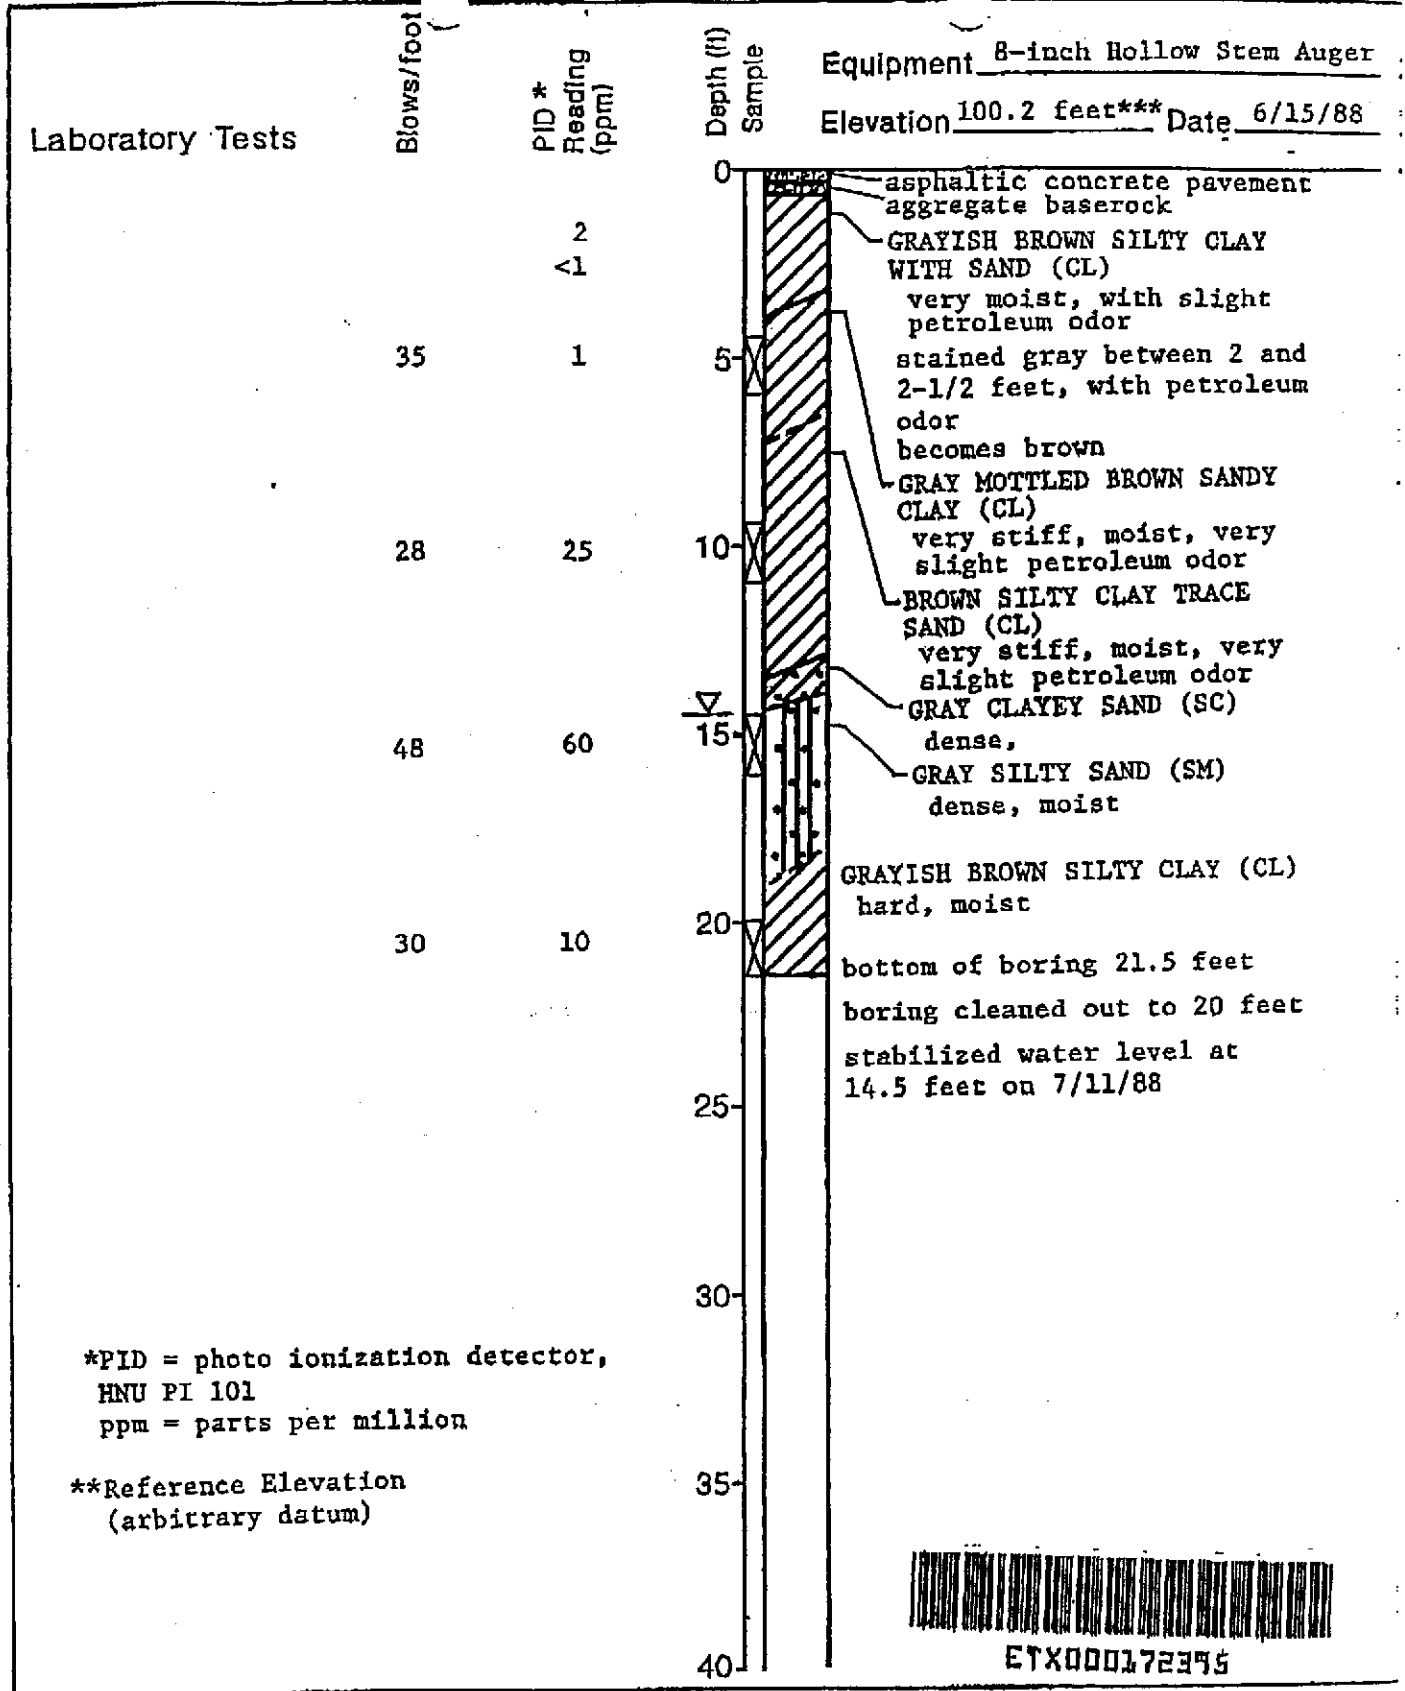 Equipment 8-inch Hollow Stem Auger
Elevation 100.2 feet*** Date 6/15/88
Laboratory Tests
Blows/foot
PID *
Reading
(ppm)
Depth (ft)
Sample
0
asphaltic concrete pavement
aggregate baserock
2
GRAYISH BROWN SILTY CLAY
<1
WITH SAND (CL)
very moist, with slight
petroleum odor
35 1 5
stained gray between 2 and
2-1/2 feet, with petroleum
odor
becomes brown
GRAY MOTTLED BROWN SANDY
CLAY (CL)
28 25 10
very stiff, moist, very
slight petroleum odor
BROWN SILTY CLAY TRACE
SAND (CL)
very stiff, moist, very
slight petroleum odor
GRAY CLAYEY SAND (SC)
48 60 15
dense,
GRAY SILTY SAND (SM)
dense, moist
GRAYISH BROWN SILTY CLAY (CL)
hard, moist
30 10 20
bottom of boring 21.5 feet
boring cleaned out to 20 feet
stabilized water level at
14.5 feet on 7/11/88
25
30
*PID = photo ionization detector,
HNU PI 101
ppm = parts per million
**Reference Elevation
(arbitrary datum)
35
40
ETX000172395